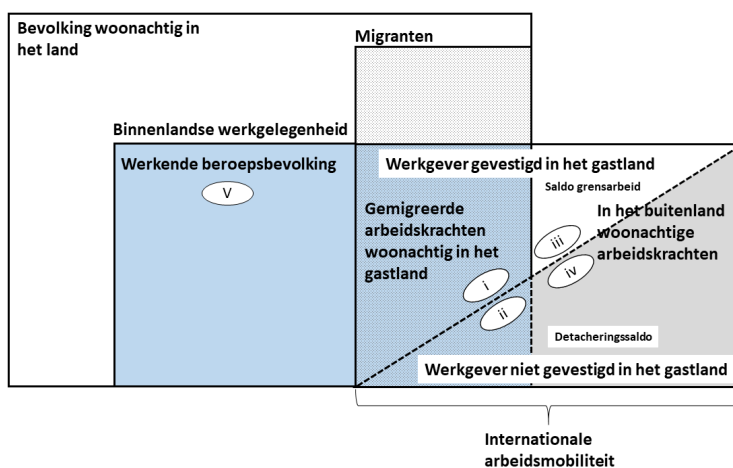 Bevolking woonachtig in
het land
Migranten
Binnenlandse werkgelegenheid
Werkende beroepsbevolking
V
Werkgever gevestigd in het gastland
Saldo grensarbeid
Gemigreerde
arbeidskrachten
woonachtig in het
gastland
In het buitenland
woonachtige
arbeidskrachten
iii
iv
i
ii
Detacheringssaldo
Werkgever niet gevestigd in het gastland
Internationale
arbeidsmobiliteit